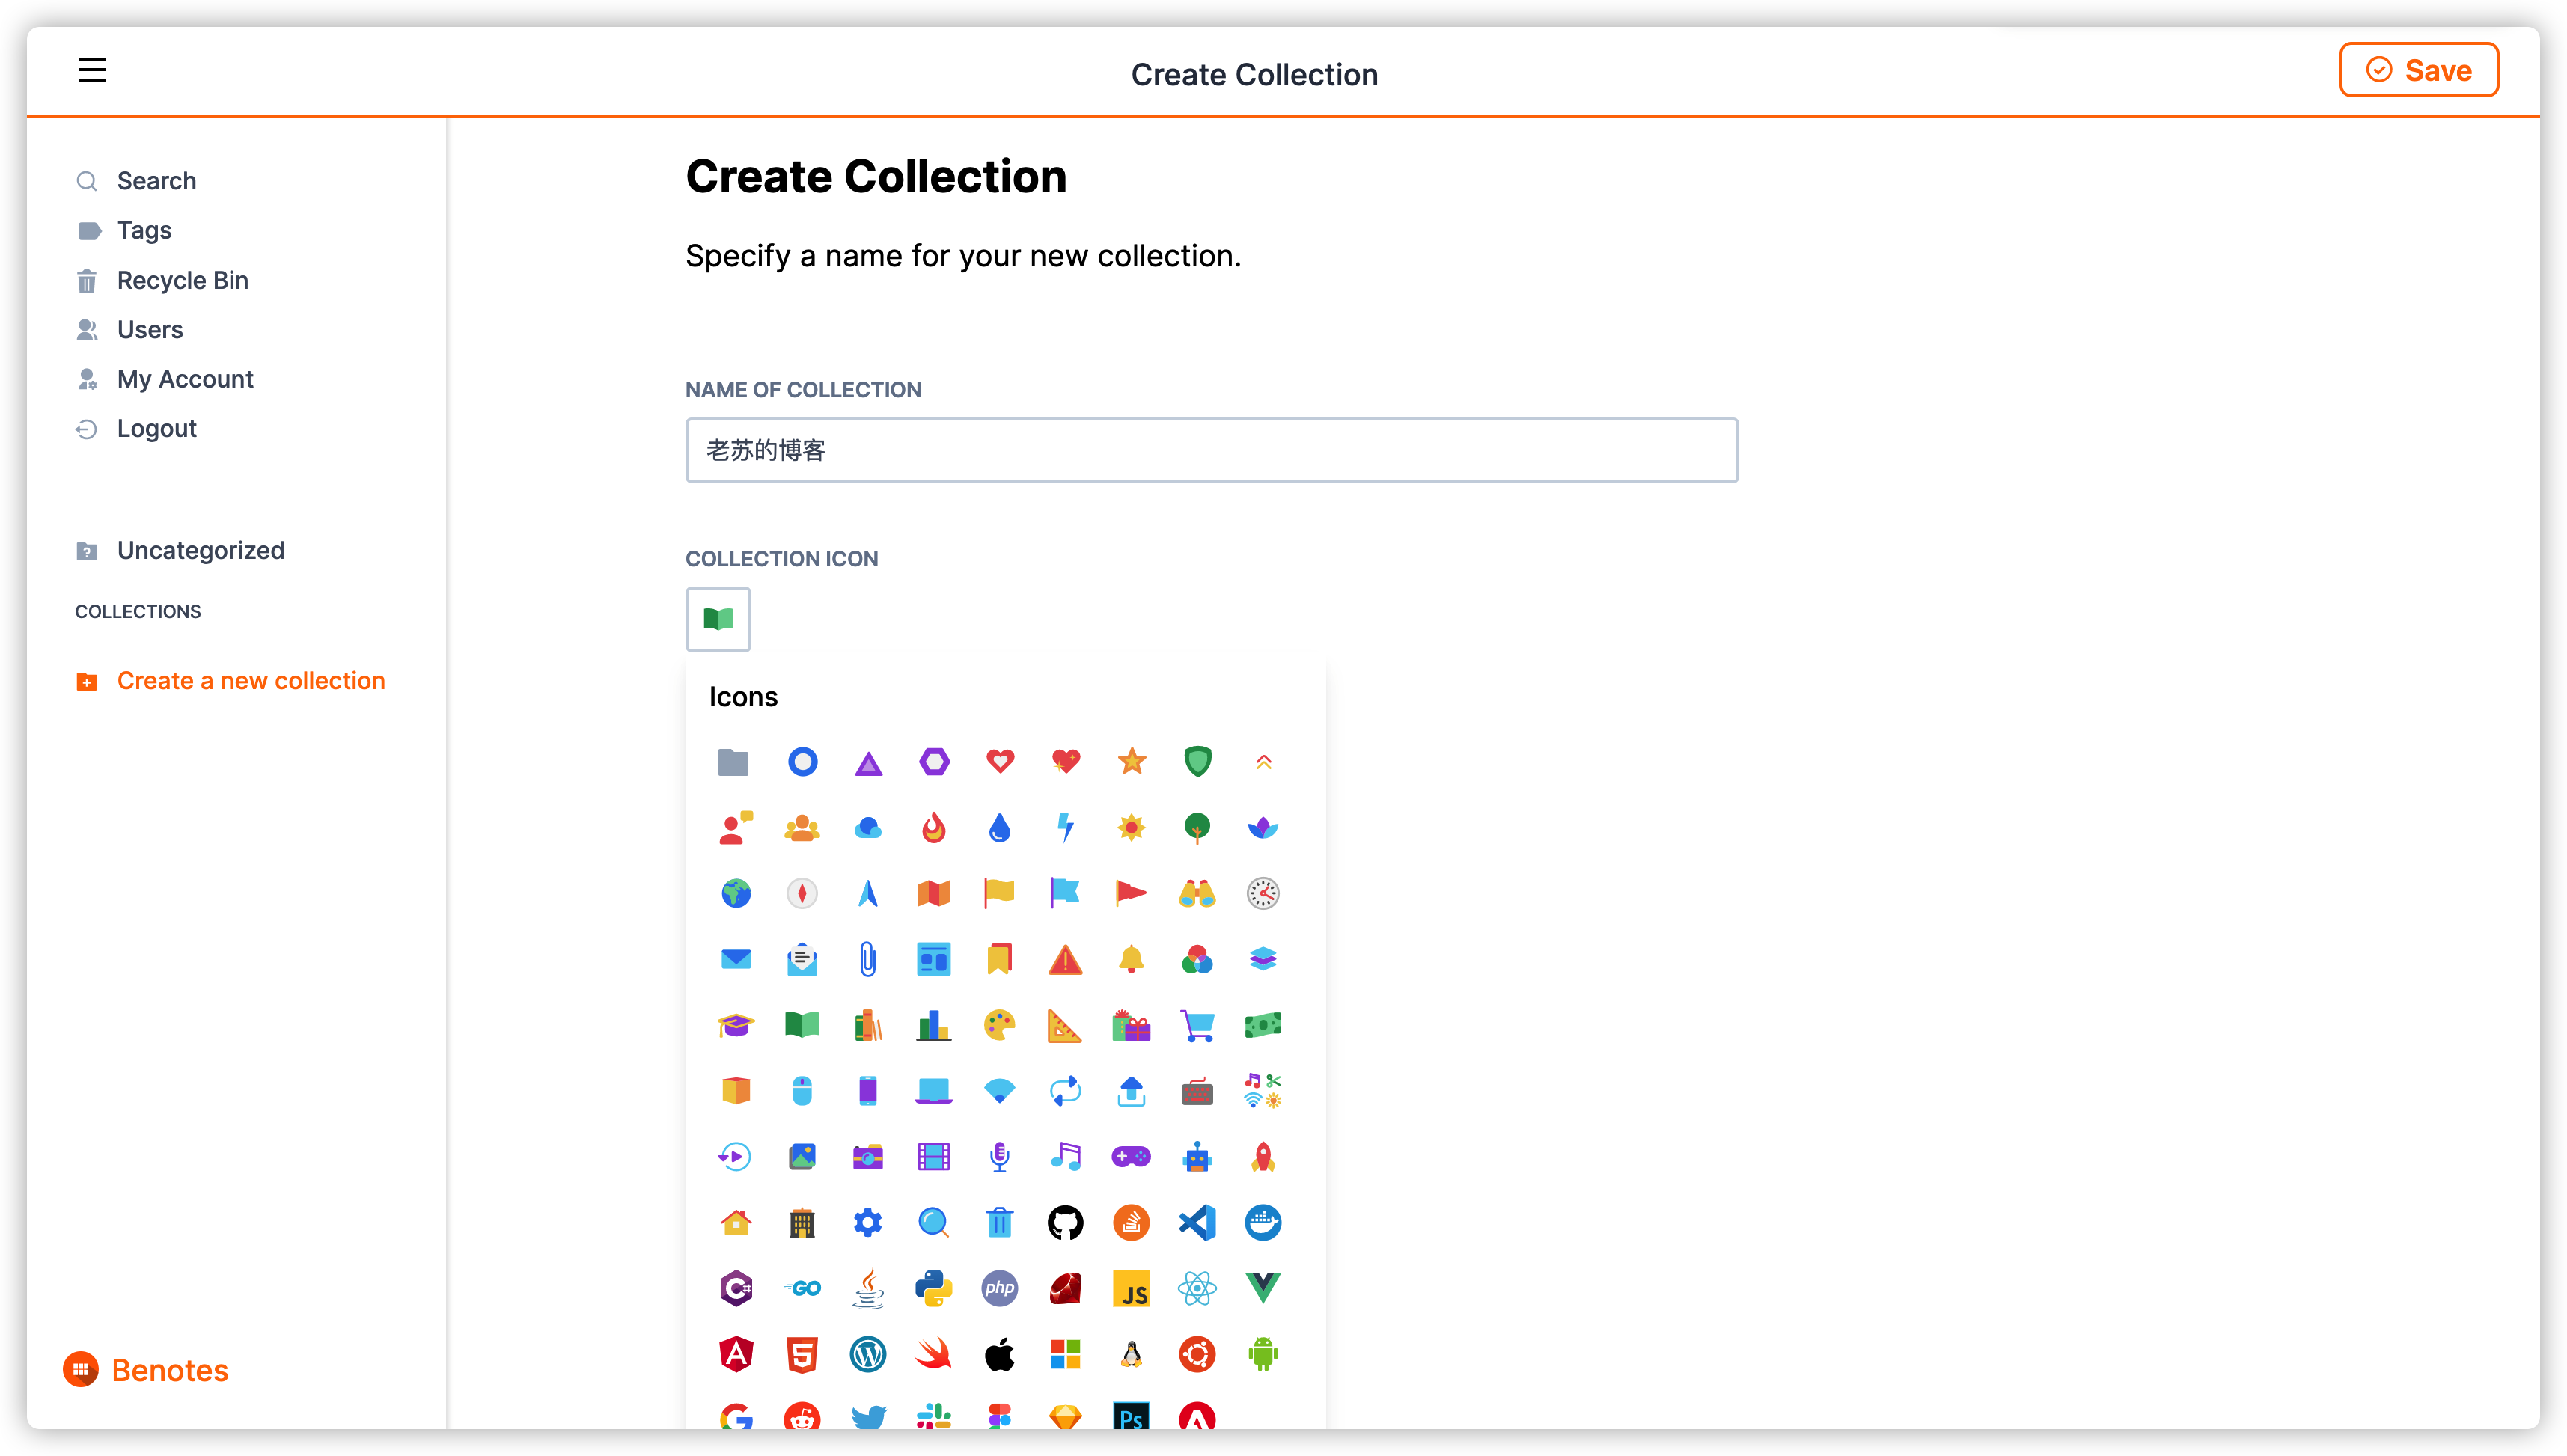 Create Collection
Save
Search
Tags
Recycle Bin
Users
My Account
Logout
Uncategorized
COLLECTIONS
Create a new collection
Benotes
Create Collection
Specify a name for your new collection.
NAME OF COLLECTION
老苏的博客
COLLECTION ICON
Icons
GO
php
JS
Ps